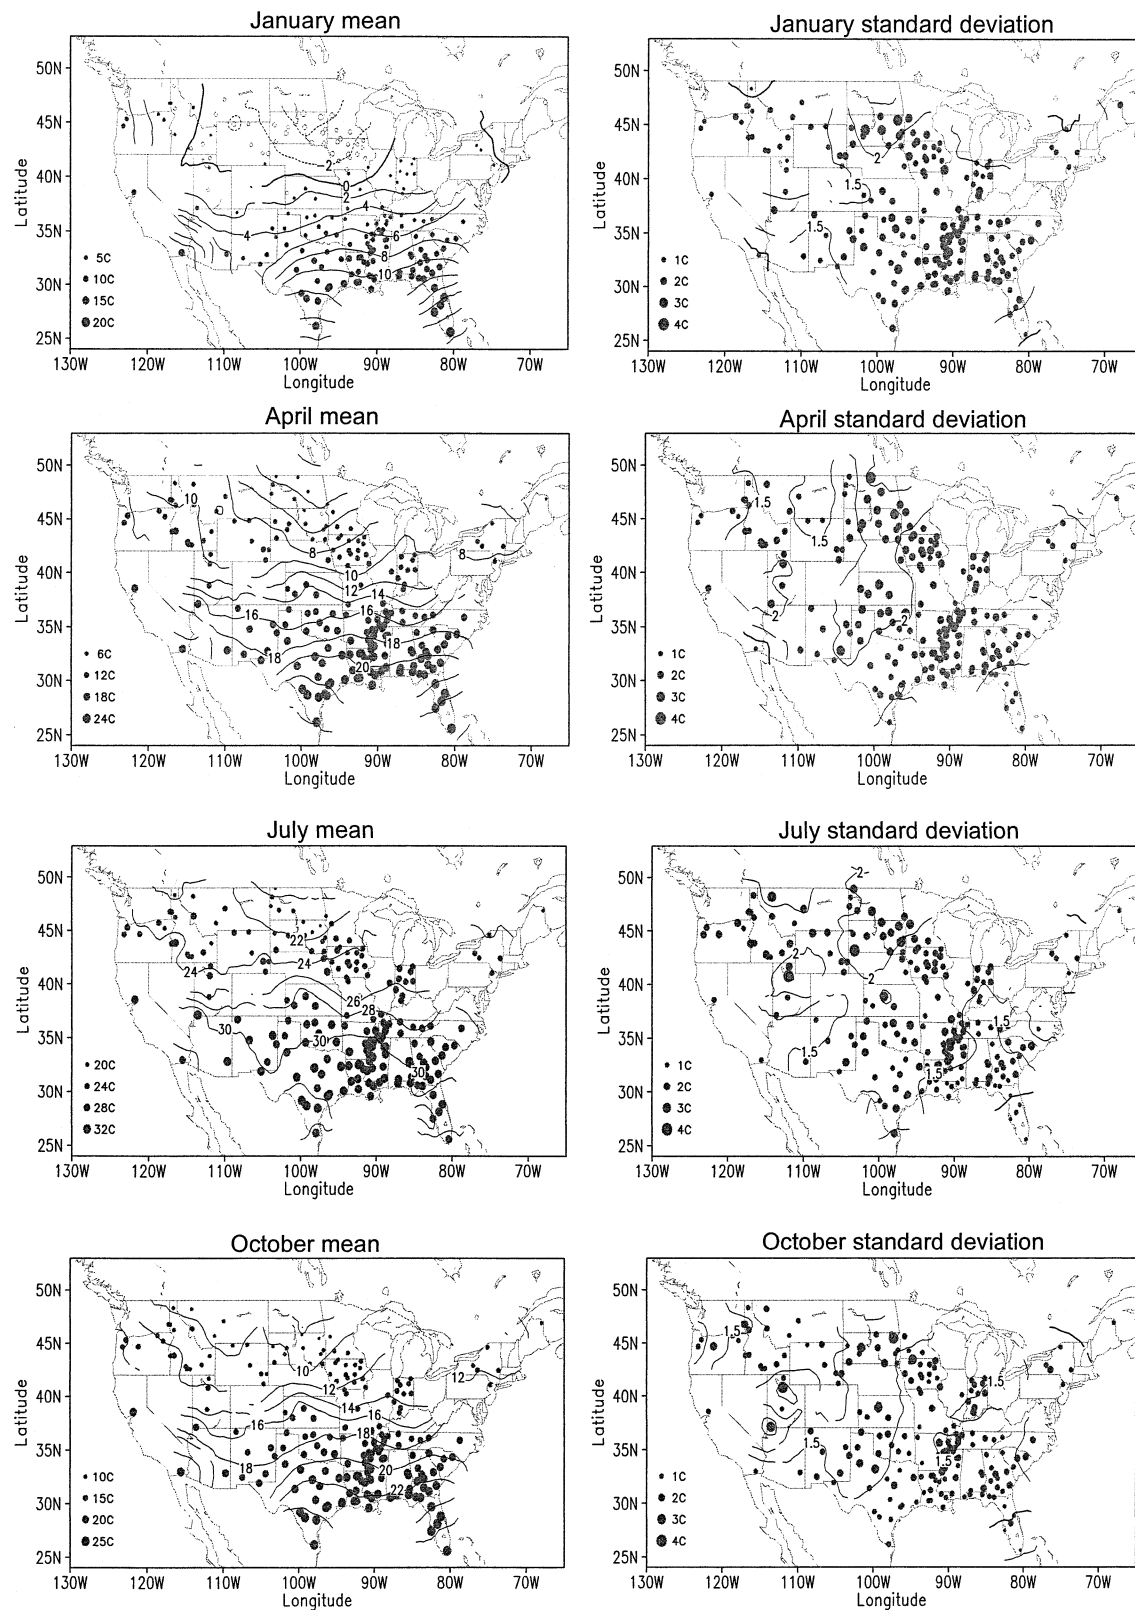 January mean
50N
45N
40N
35N
30N
25N
Latitude
-2
0
2
4
4
6
8
10
5C
10C
15C
20C
130W 120W 110W 100W 90W 80W 70W
Longitude
January standard deviation
50N
45N
40N
35N
30N
25N
Latitude
2
1.5
1.5
1C
2C
3C
4C
130W 120W 110W 100W 90W 80W 70W
Longitude
April mean
50N
45N
40N
35N
30N
25N
Latitude
10
8
8
10
12
14
16
16
18
18
20
6C
12C
18C
24C
130W 120W 110W 100W 90W 80W 70W
Longitude
April standard deviation
50N
45N
40N
35N
30N
25N
Latitude
1.5
1.5
2
2
1C
2C
3C
4C
130W 120W 110W 100W 90W 80W 70W
Longitude
July mean
50N
45N
40N
35N
30N
25N
Latitude
22
24
24
26
28
30
30
30
20C
24C
28C
32C
130W 120W 110W 100W 90W 80W 70W
Longitude
July standard deviation
50N
45N
40N
35N
30N
25N
Latitude
2
2
2
1.5
1.5
1.5
1C
2C
3C
4C
130W 120W 110W 100W 90W 80W 70W
Longitude
October mean
50N
45N
40N
35N
30N
25N
Latitude
10
12
12
14
16
16
18
18
20
22
10C
15C
20C
25C
130W 120W 110W 100W 90W 80W 70W
Longitude
October standard deviation
50N
45N
40N
35N
30N
25N
Latitude
1.5
1.5
1.5
1.5
1C
2C
3C
4C
130W 120W 110W 100W 90W 80W 70W
Longitude